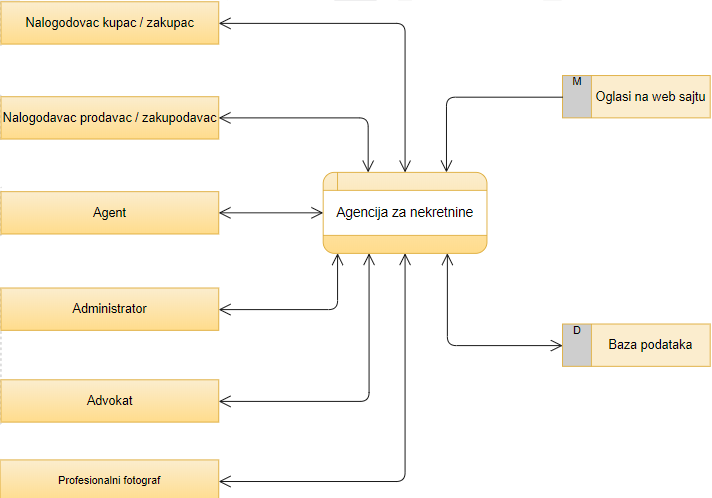 Nalogodovac kupac / zakupac
M
Oglasi na web sajtu
Nalogodavac prodavac / zakupodavac
Agent
Agencija za nekretnine
Administrator
D
Baza podataka
Advokat
Profesionalni fotograf